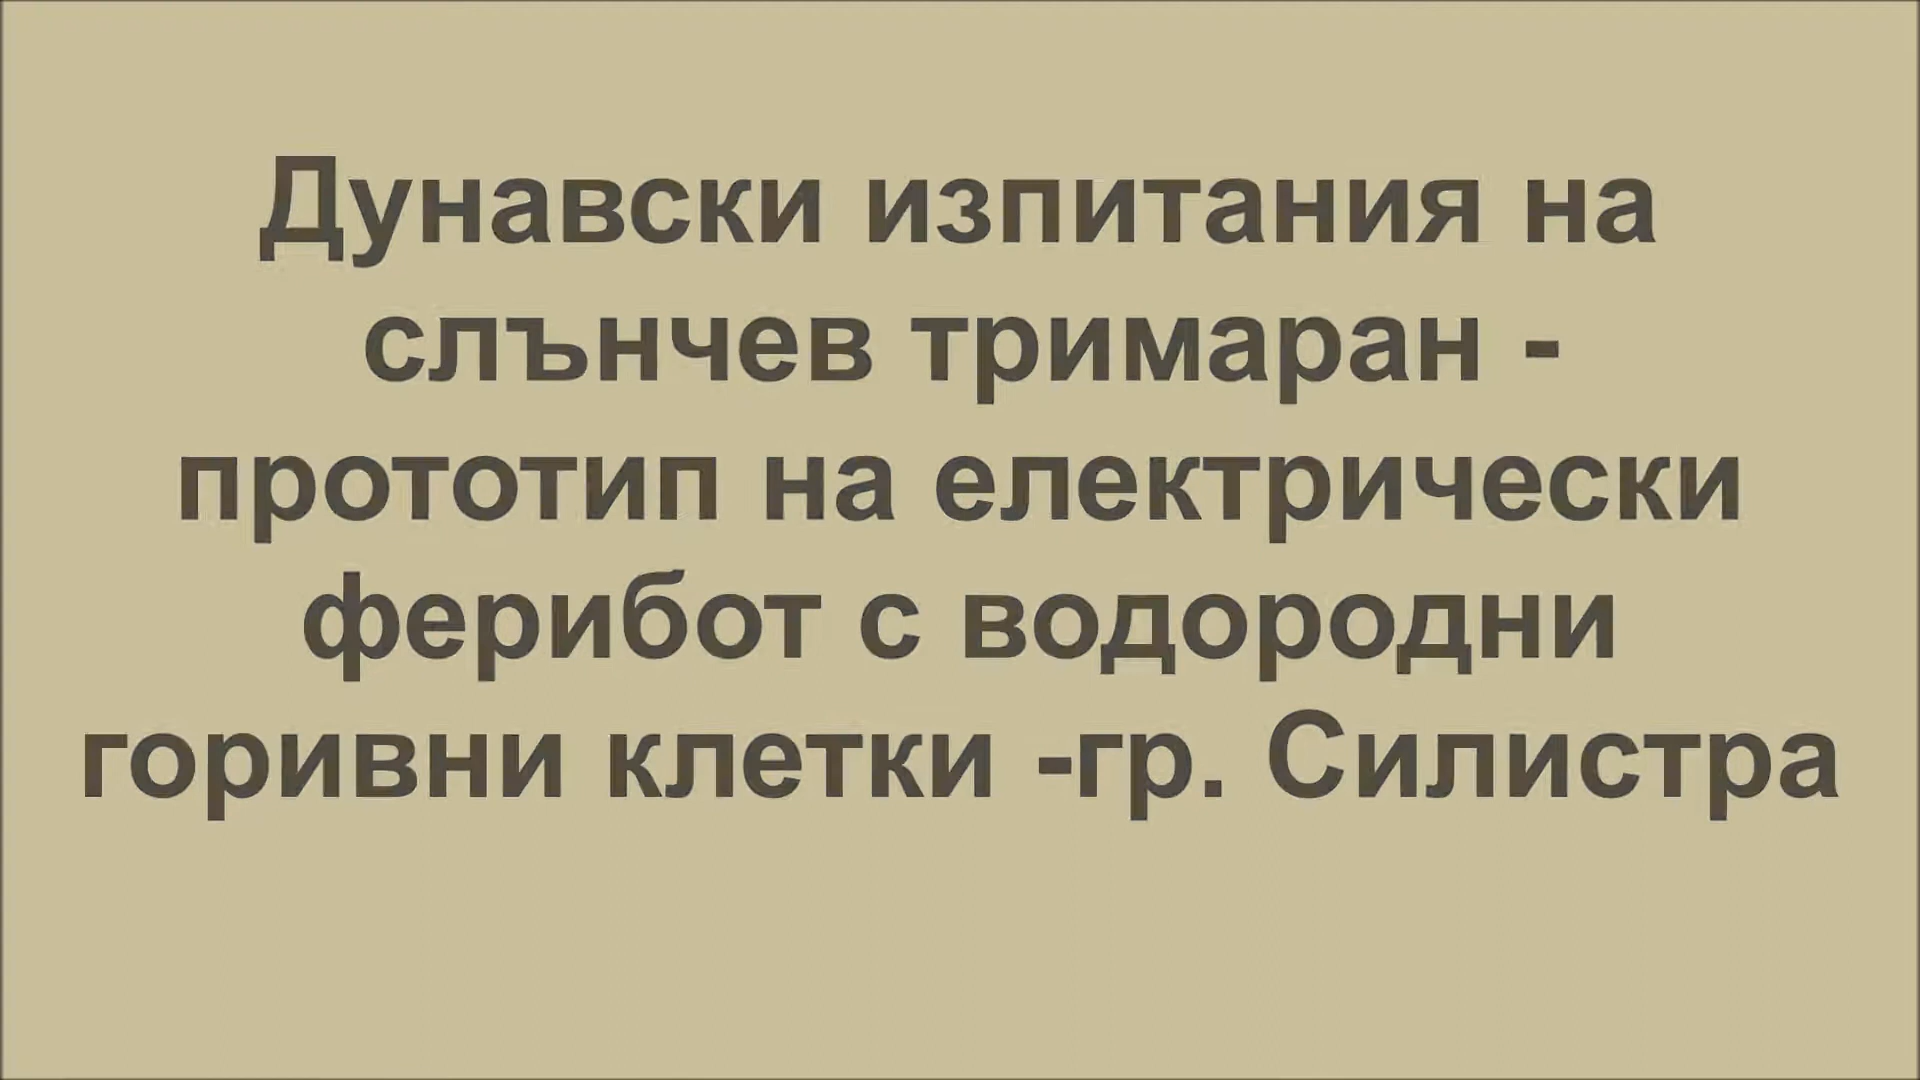 Дунавски изпитания на
слънчев тримаран -
прототип на електрически
ферибот с водородни
горивни клетки -гр. Силистра